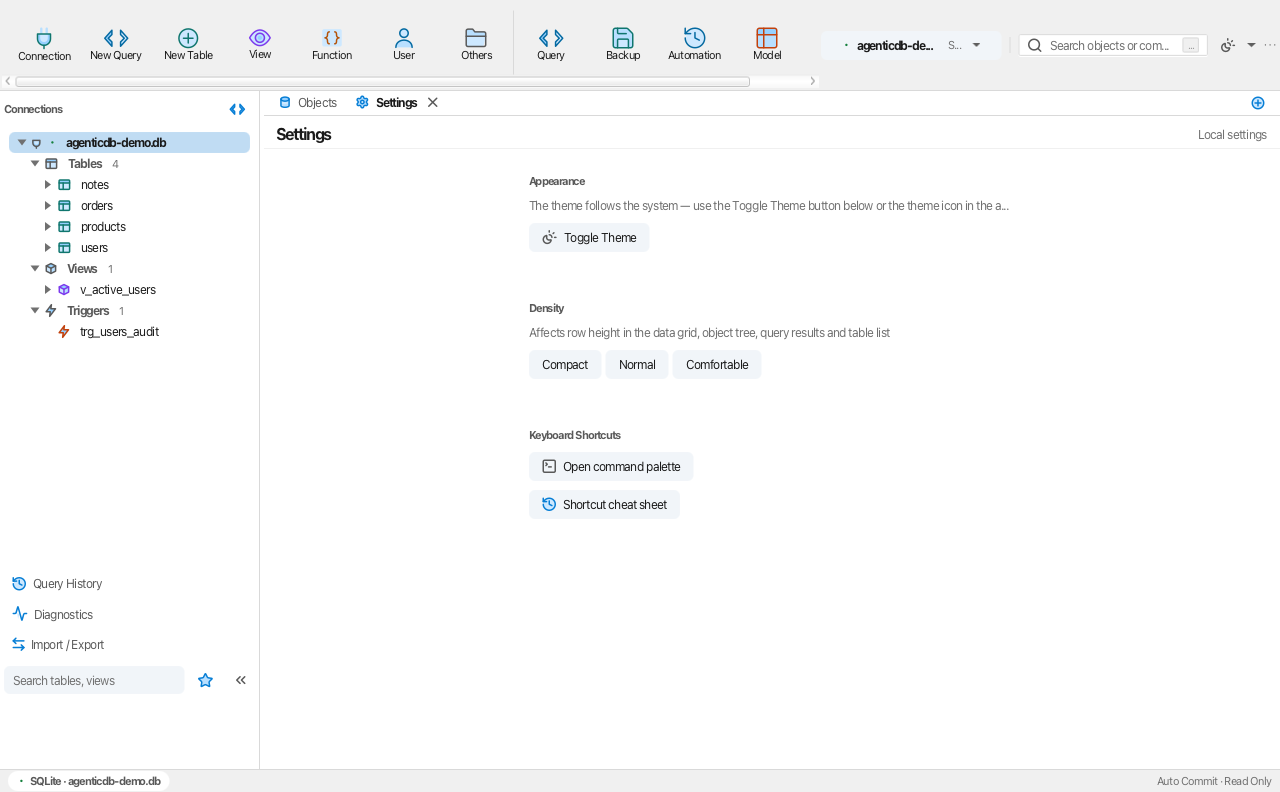 Connection
New Query
New Table
View
Function
User
Others
Query
Backup
Automation
Model
agenticdb-de...
S...
Search objects or com...
...
Connections
Objects
Settings
Settings
Local settings
agenticdb-demo.db
Tables 4
notes
orders
products
users
Views 1
v_active_users
Triggers 1
trg_users_audit
Appearance
The theme follows the system — use the Toggle Theme button below or the theme icon in the a...
Toggle Theme
Density
Affects row height in the data grid, object tree, query results and table list
Compact
Normal
Comfortable
Keyboard Shortcuts
Open command palette
Shortcut cheat sheet
Query History
Diagnostics
Import / Export
Search tables, views
SQLite · agenticdb-demo.db
Auto Commit · Read Only